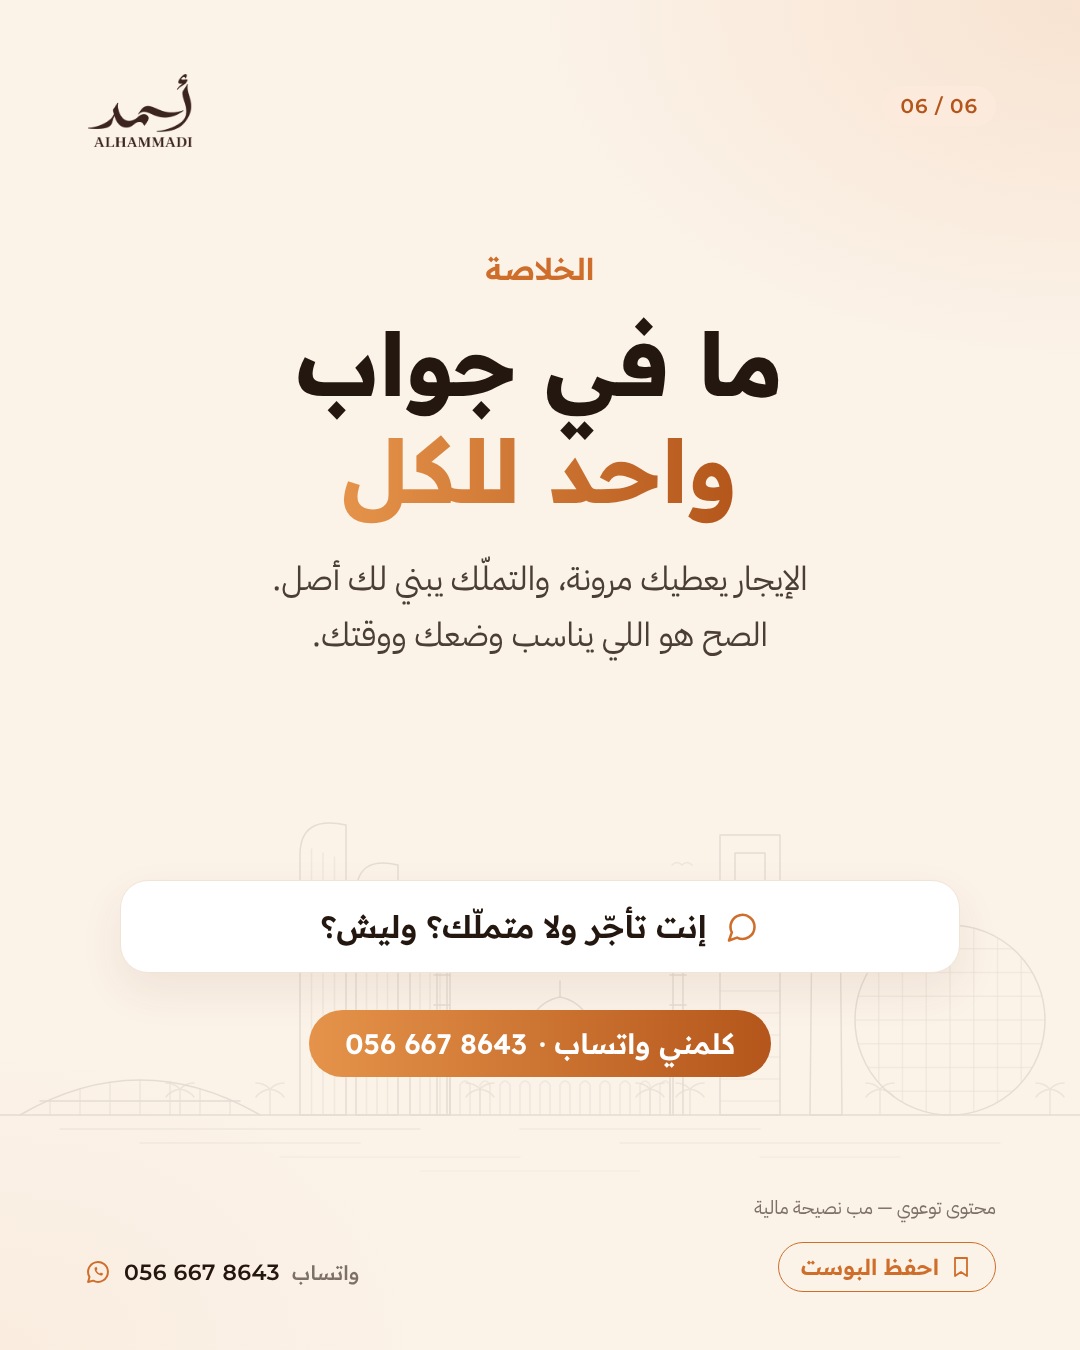 أحمد
ALHAMMADI
06 / 06
الخلاصة
ما في جواب
واحد للكل
الإيجار يعطيك مرونة، والتملّك يبني لك أصل.
الصح هو اللي يناسب وضعك ووقتك.
إنت تأجّر ولا متملّك؟ وليش؟
كلمني واتساب · 056 667 8643
محتوى توعوي — مب نصيحة مالية
احفظ البوست
واتساب 056 667 8643